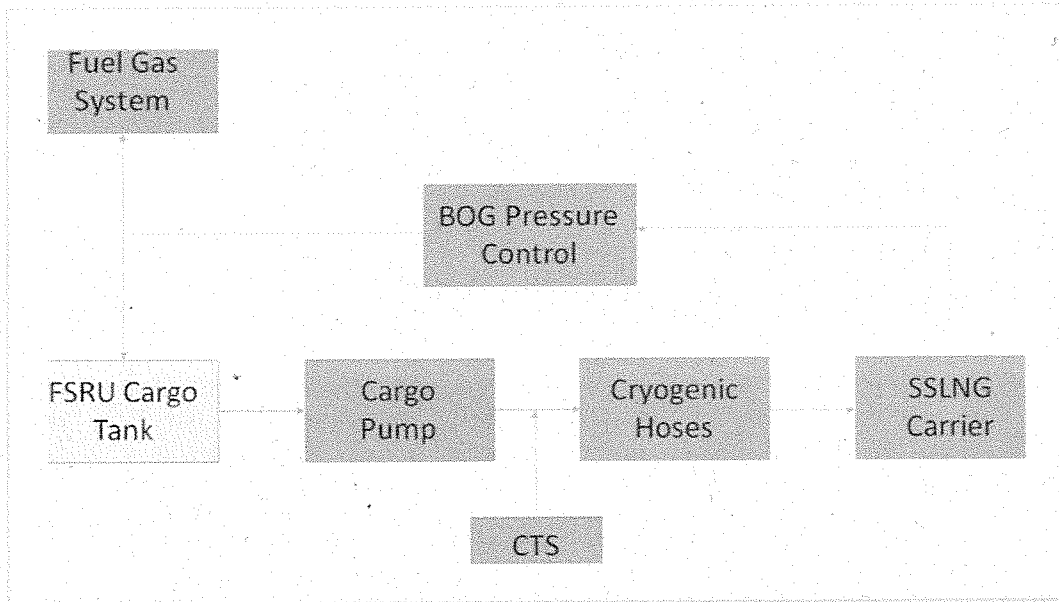 Fuel Gas
System
BOG Pressure
Control
FSRU Cargo
Tank
Cargo
Pump
Cryogenic
Hoses
SSLNG
Carrier
CTS